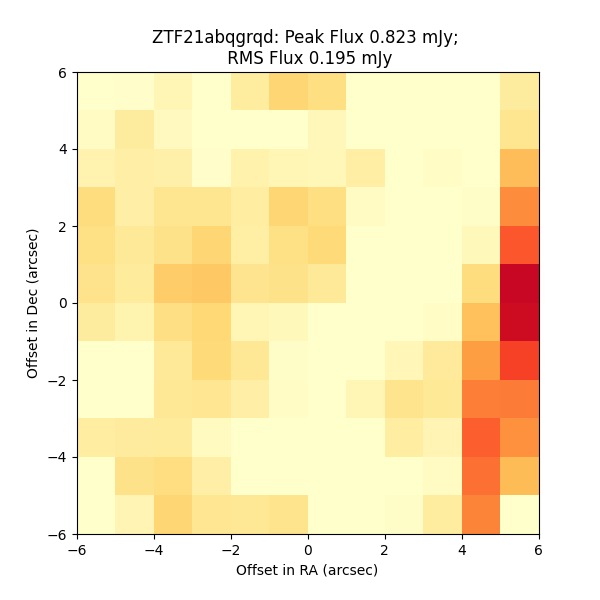 ZTF21abqgrqd: Peak Flux 0.823 mJy;
RMS Flux 0.195 mJy
6
4
2
0
−2
−4
−6
Offset in Dec (arcsec)
−6 −4 −2 0 2 4 6
Offset in RA (arcsec)